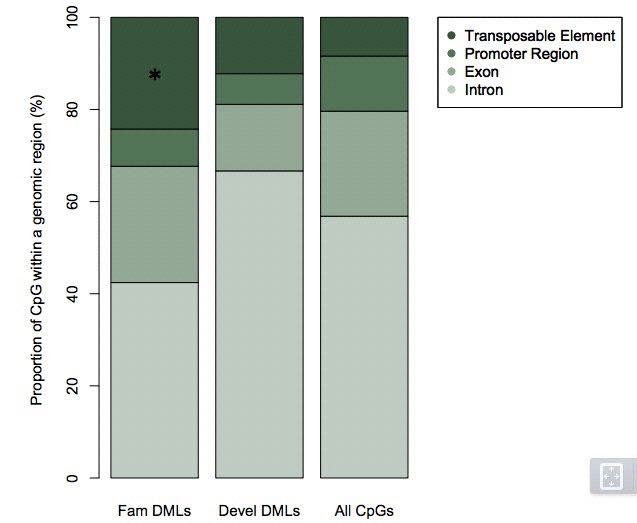 Proportion of CpG within a genomic region (%)
100
80
60
40
20
0
*
Fam DMLs
Devel DMLs
All CpGs
Transposable Element
Promoter Region
Exon
Intron